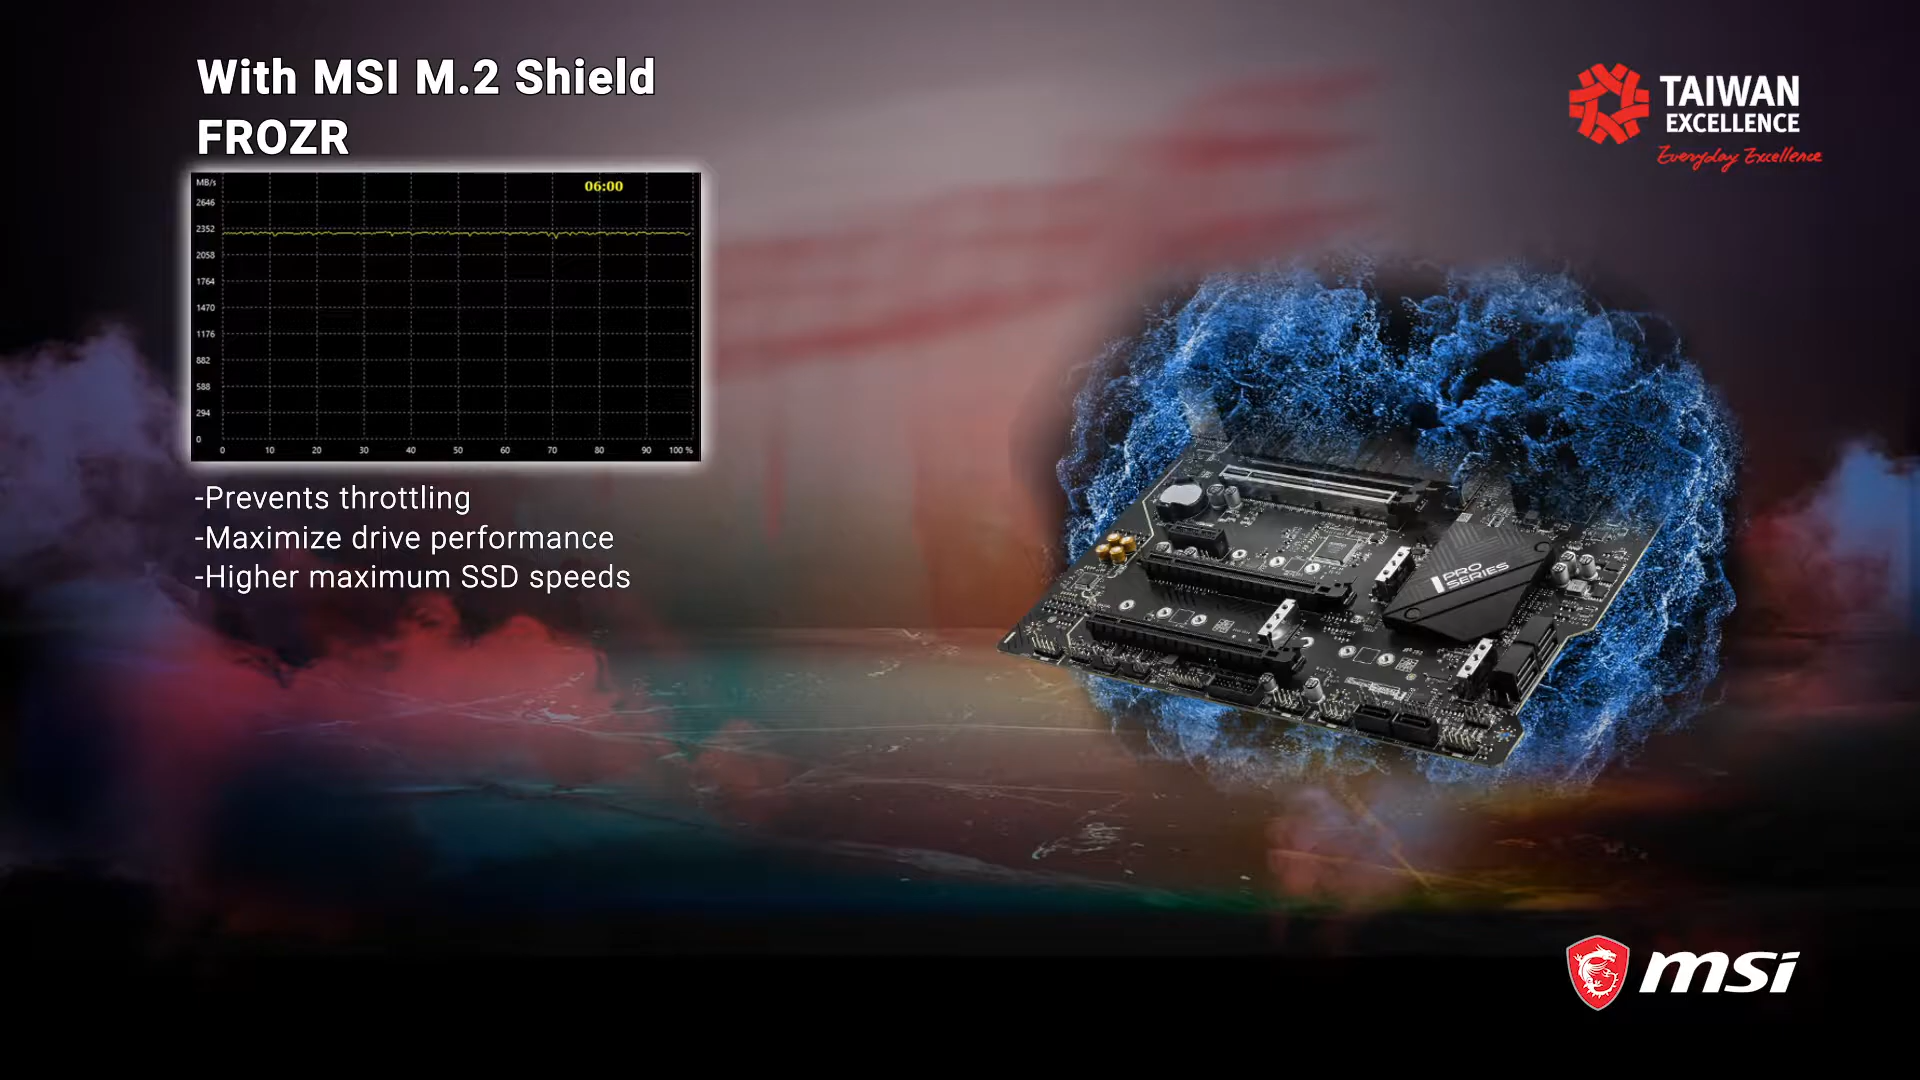 With MSI M.2 Shield
FROZR
TAIWAN
EXCELLENCE
Everyday Excellence
MB/s
06:00
2646
2352
2058
1764
1470
1176
882
588
294
0
0 10 20 30 40 50 60 70 80 90 100 %
-Prevents throttling
-Maximize drive performance
-Higher maximum SSD speeds
PRO
SERIES
msi